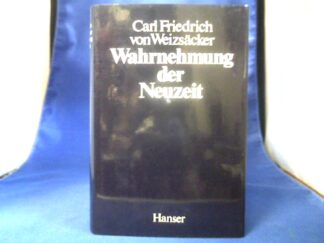 Carl Friedrich
von Weizsäcker
Wahrnehmung
der
Neuzeit
Hanser